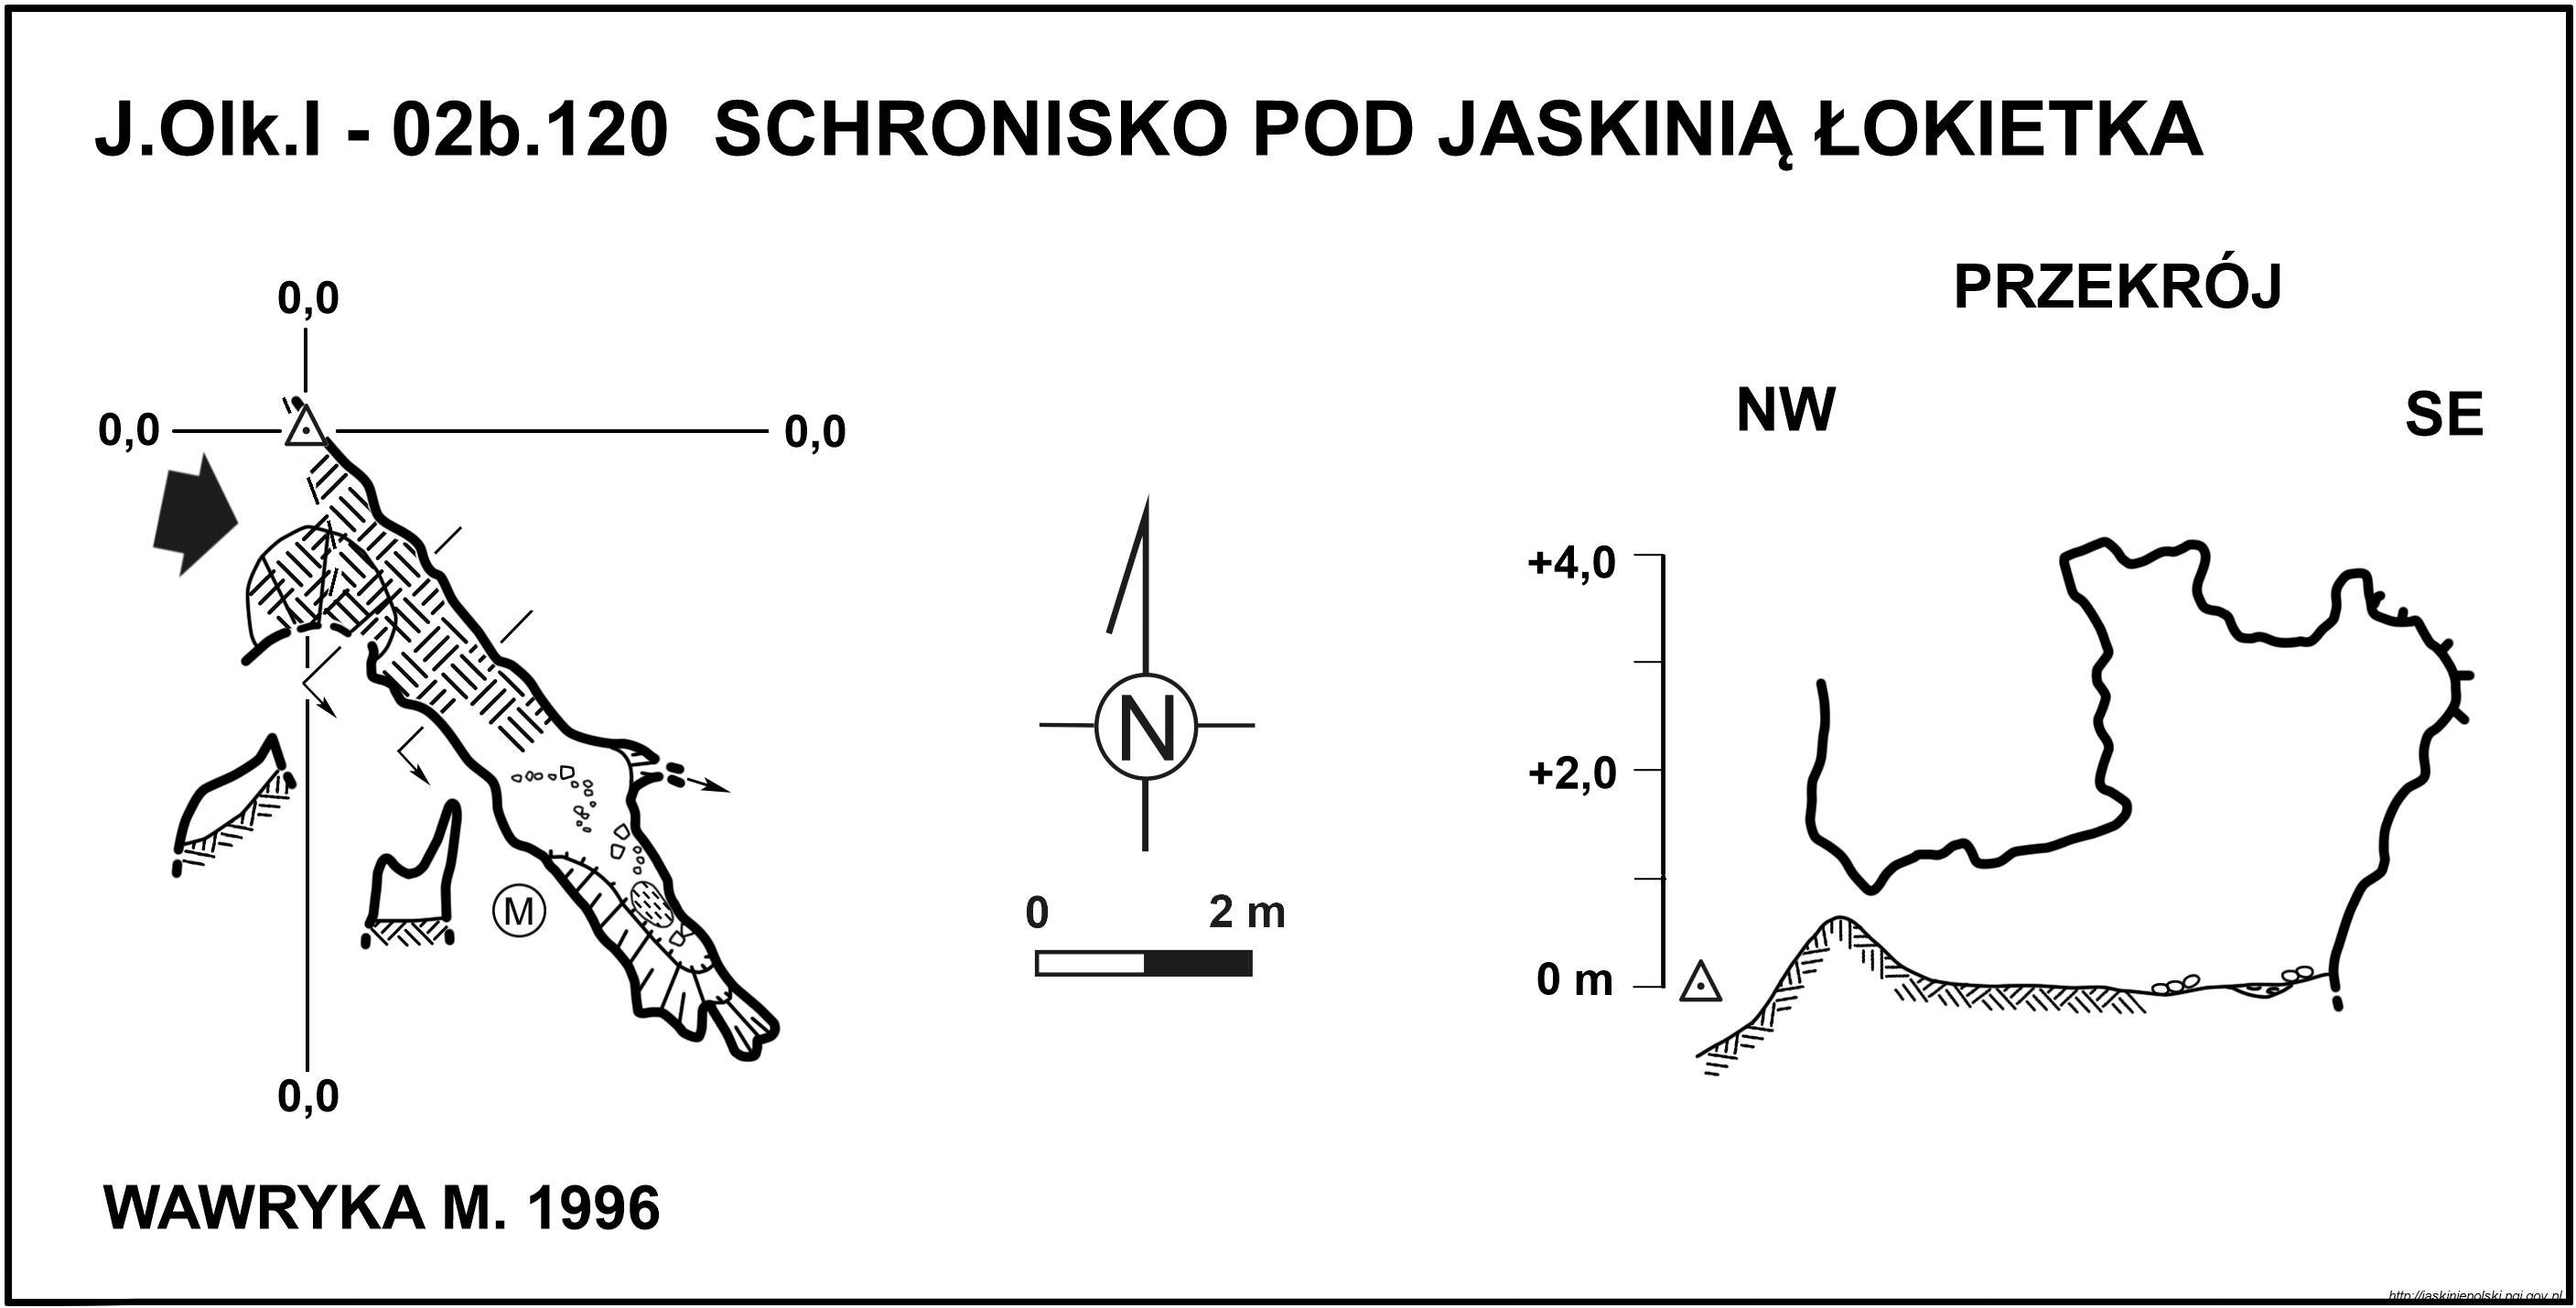 J.Olk.I - 02b.120 SCHRONISKO POD JASKINIĄ ŁOKIETKA
PRZEKRÓJ
NW
SE
0,0
0,0
0,0
0,0
M
N
0
2 m
+4,0
+2,0
0 m
WAWRYKA M. 1996
http://jaskiniepolski.pgi.gov.pl